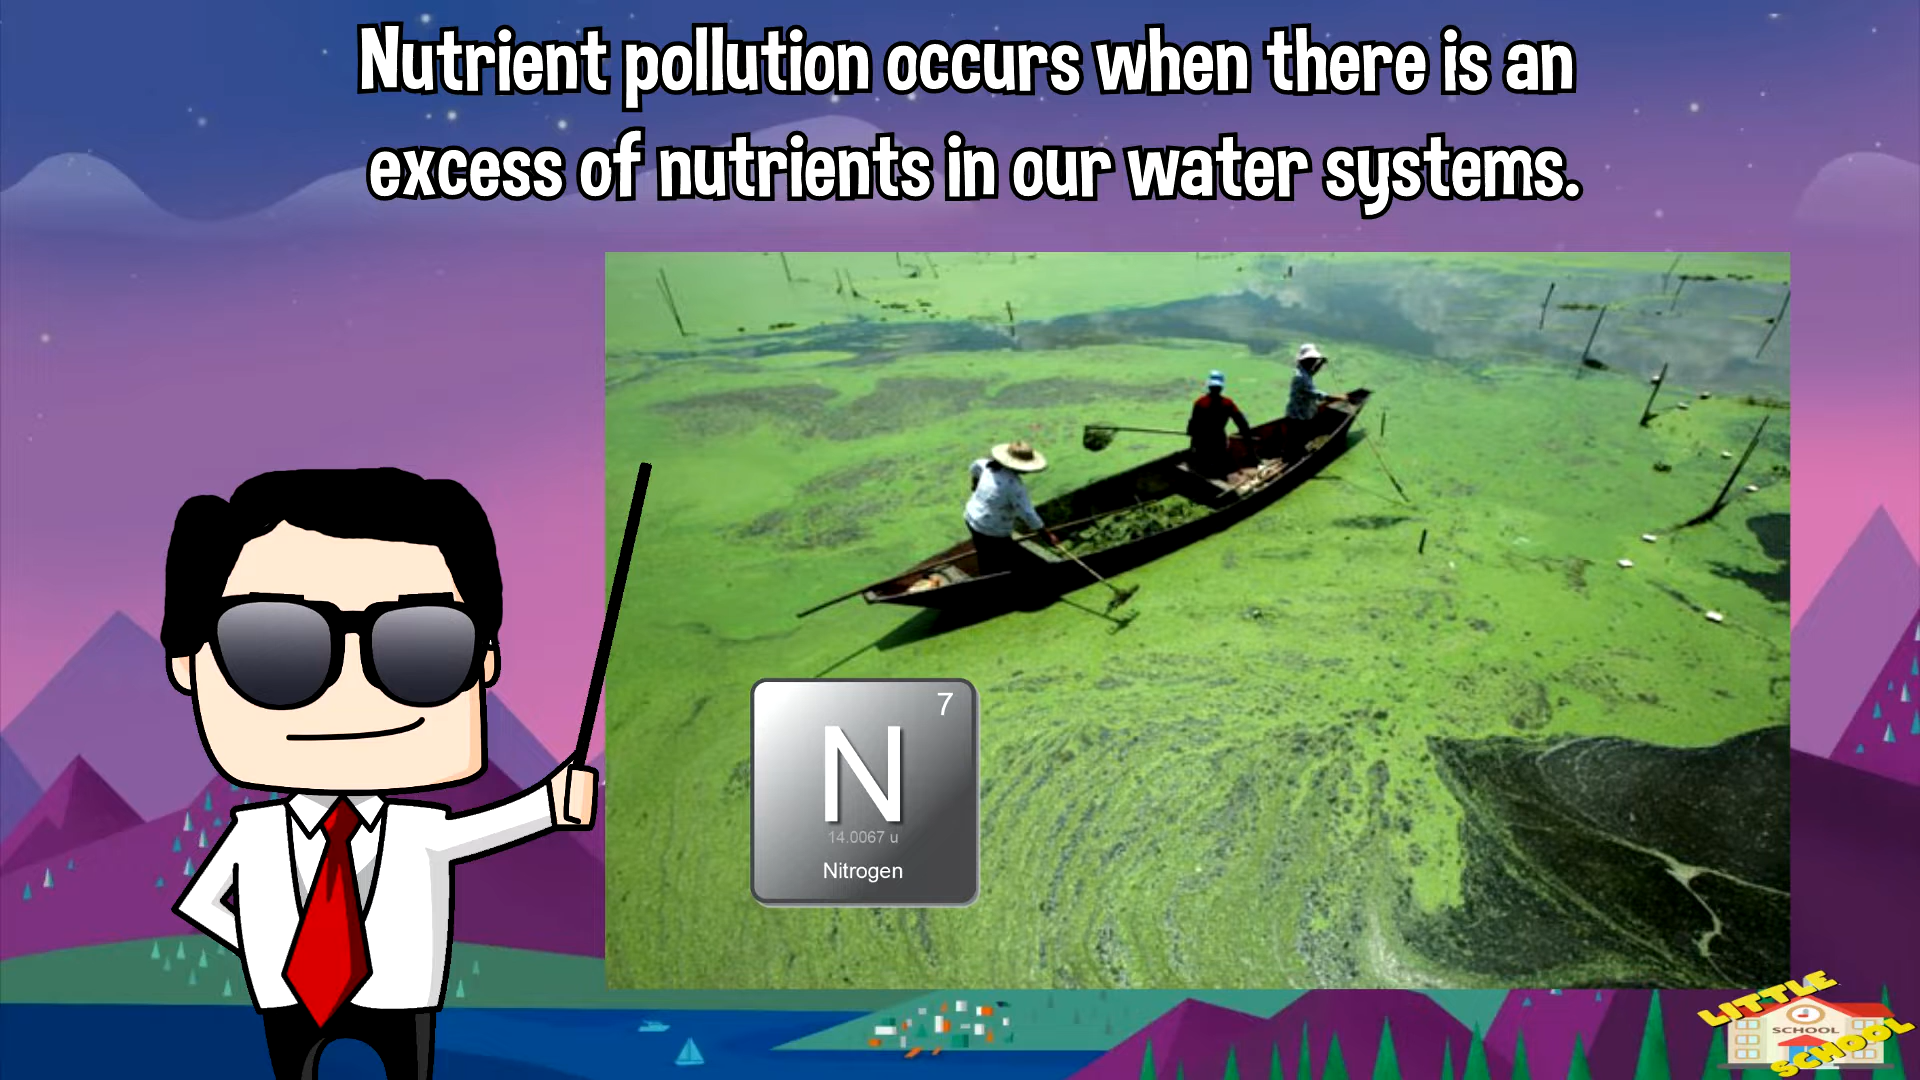 Nutrient pollution occurs when there is an
excess of nutrients in our water systems.
7
N
14.0067 u
Nitrogen
LITTLE
SCHOOL
SCHOOL